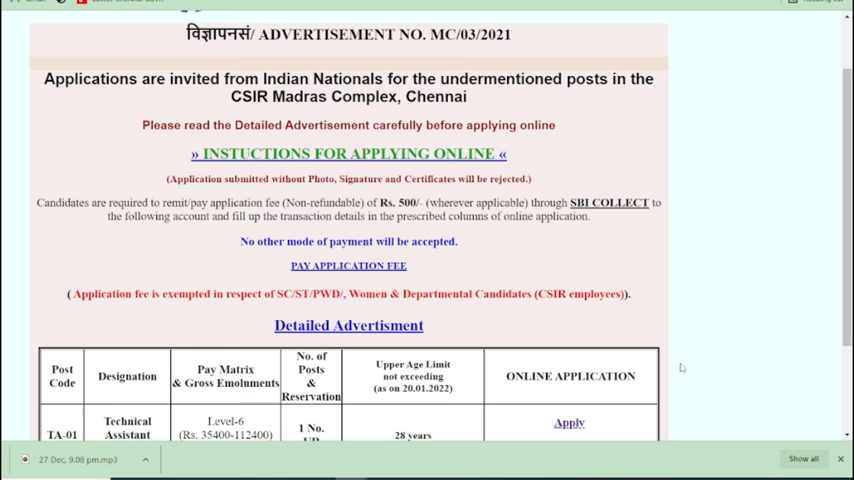 विज्ञापनसं/ ADVERTISEMENT NO. MC/03/2021
Applications are invited from Indian Nationals for the undermentioned posts in the
CSIR Madras Complex, Chennai
Please read the Detailed Advertisement carefully before applying online
» INSTUCTIONS FOR APPLYING ONLINE «
(Application submitted without Photo, Signature and Certificates will be rejected.)
Candidates are required to remit/pay application fee (Non-refundable) of Rs. 500/- (wherever applicable) through SBI COLLECT to
the following account and fill up the transaction details in the prescribed columns of online application.
No other mode of payment will be accepted.
PAY APPLICATION FEE
( Application fee is exempted in respect of SC/ST/PWD/, Women & Departmental Candidates (CSIR employees)).
Detailed Advertisment
Post Code
Designation
Pay Matrix
& Gross Emoluments
No. of
Posts
&
Reservation
Upper Age Limit
not exceeding
(as on 20.01.2022)
ONLINE APPLICATION
TA-01
Technical
Assistant
Level-6
(Rs. 35400-112400)
1 No.
28 years
Apply
27 Dec, 9.08 pm.mp3
Show all